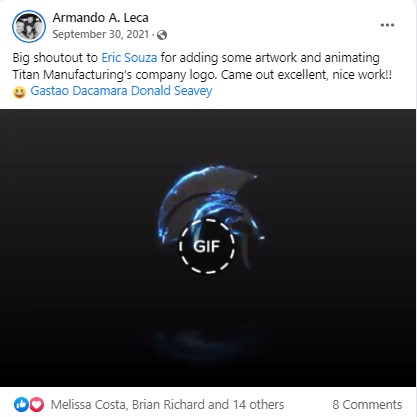 Armando A. Leca
September 30, 2021 ·
Big shoutout to Eric Souza for adding some artwork and animating
Titan Manufacturing's company logo. Came out excellent, nice work!!
😃 Gastao Dacamara Donald Seavey
GIF
Melissa Costa, Brian Richard and 14 others 8 Comments